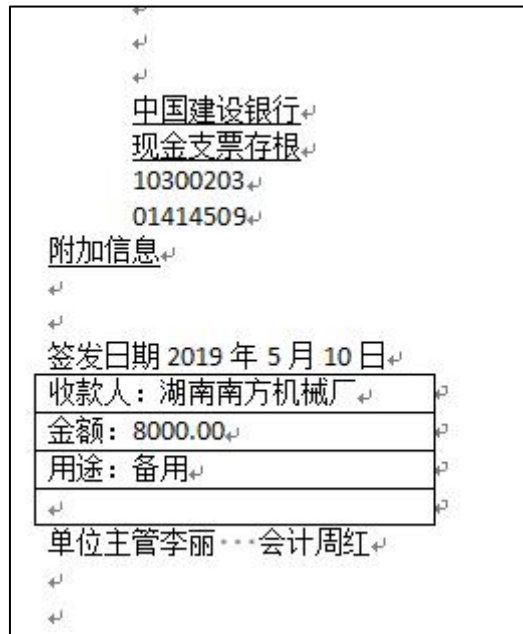 中国建设银行
现金支票存根
10300203
01414509
附加信息
签发日期 2019 年 5 月 10 日
收款人：湖南南方机械厂
金额：8000.00
用途：备用
单位主管李丽···会计周红